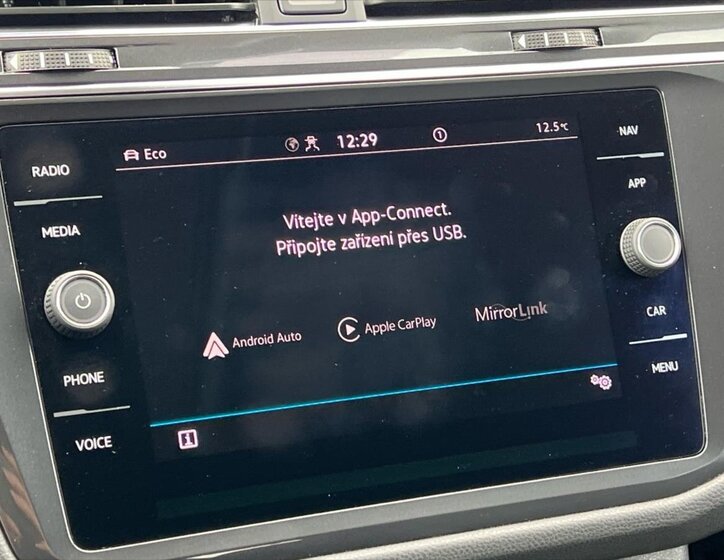 RADIO
MEDIA
PHONE
VOICE
Eco
12:29
1
12.5°C
Vítejte v App-Connect.
Připojte zařízení přes USB.
Android Auto
Apple CarPlay
MirrorLink
NAV
APP
CAR
MENU